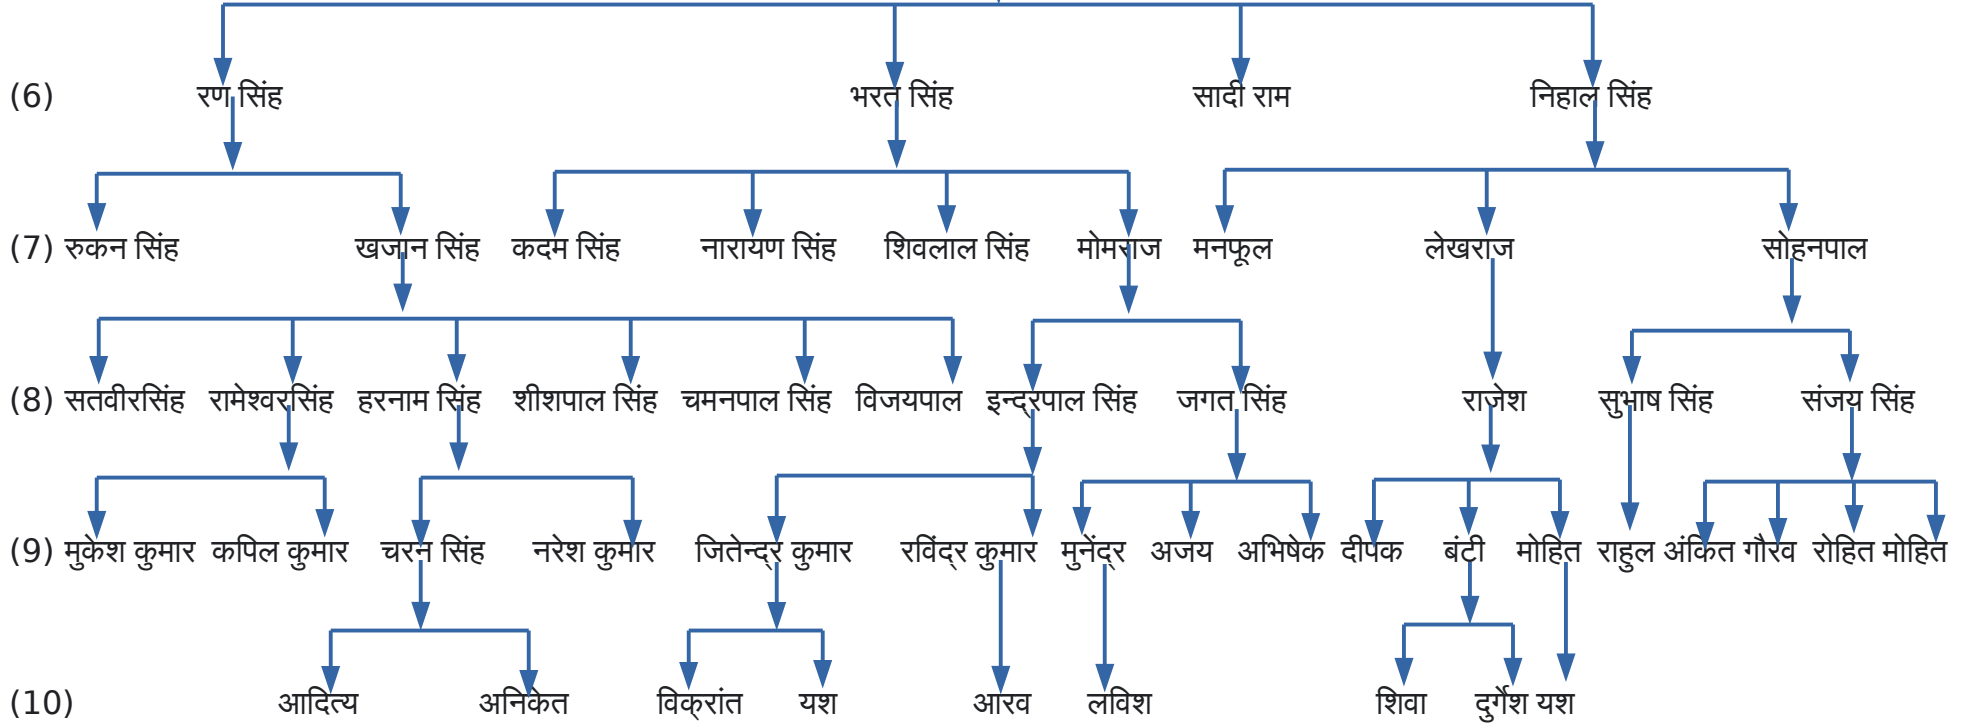 (6) रण सिंह भरत सिंह सादी राम निहाल सिंह
(7) रुकन सिंह खजान सिंह कदम सिंह नारायण सिंह शिवलाल सिंह मोमराज मनफूल लेखराज सोहनपाल
(8) सतवीरसिंह रामेश्वरसिंह हरनाम सिंह शीशपाल सिंह चमनपाल सिंह विजयपाल इन्द्रपाल सिंह जगत सिंह राजेश सुभाष सिंह संजय सिंह
(9) मुकेश कुमार कपिल कुमार चरन सिंह नरेश कुमार जितेन्द्र कुमार रविंद्र कुमार मुनेंद्र अजय अभिषेक दीपक बंटी मोहित राहुल अंकित गौरव रोहित मोहित
(10) आदित्य अनिकेत विक्रांत यश आरव लविश शिवा दुर्गेश यश